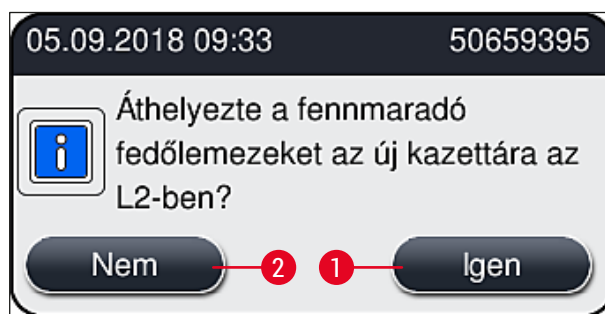 05.09.2018 09:33 50659395
Áthelyezte a fennmaradó
fedőlemezeket az új kazettára az
L2-ben?
Nem 2 1 Igen